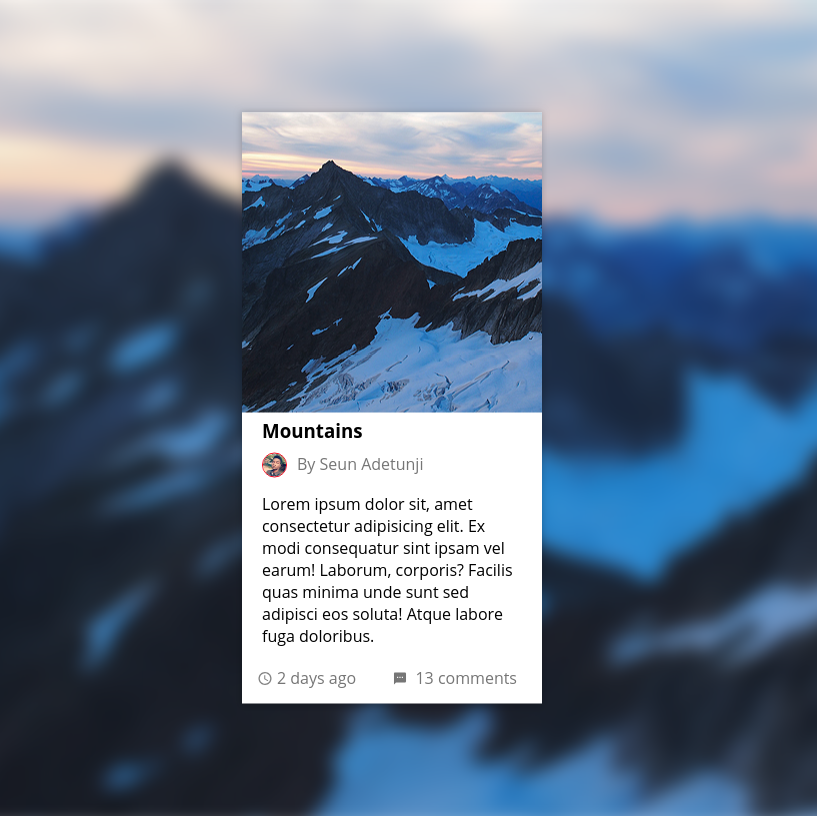 Mountains
By Seun Adetunji
Lorem ipsum dolor sit, amet
consectetur adipisicing elit. Ex
modi consequatur sint ipsam vel
earum! Laborum, corporis? Facilis
quas minima unde sunt sed
adipisci eos soluta! Atque labore
fuga doloribus.
2 days ago 13 comments